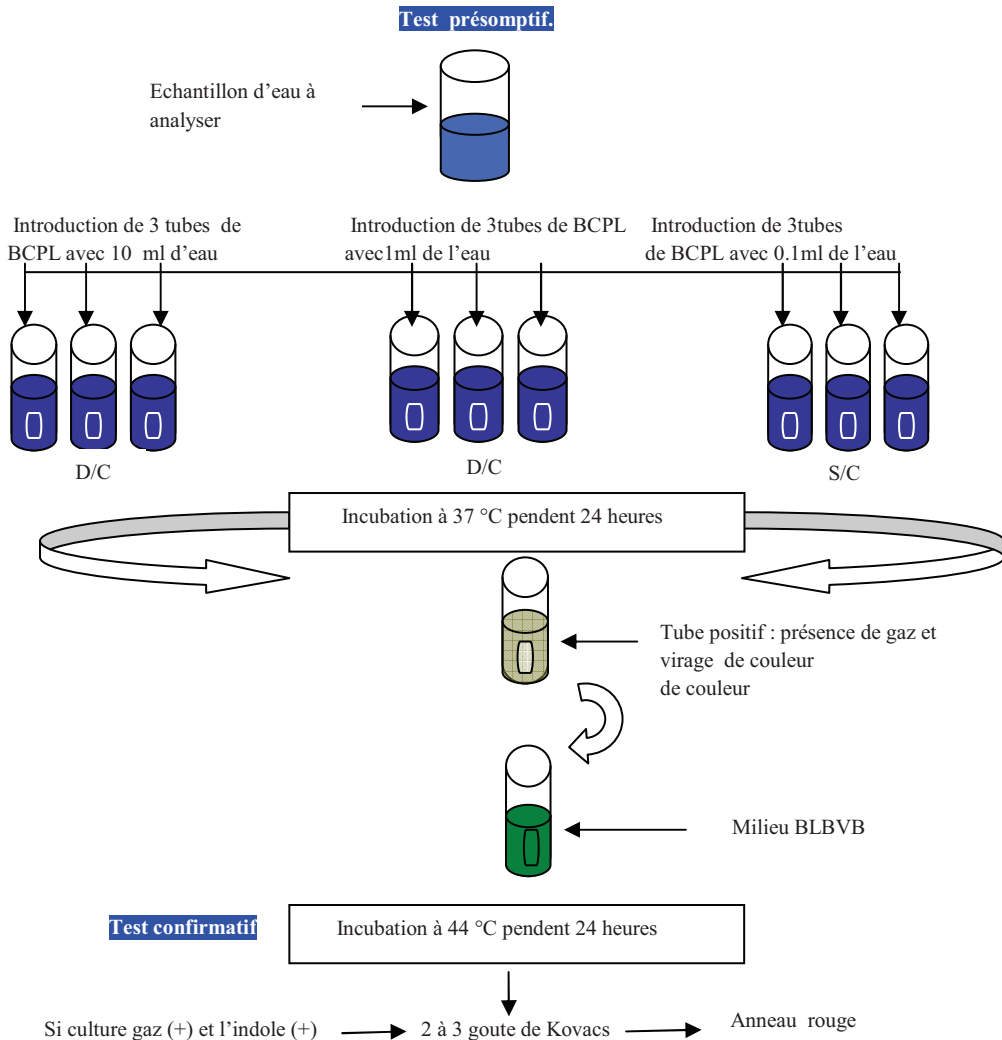 Test présomptif.
Echantillon d'eau à
analyser
Introduction de 3 tubes de
BCPL avec 10 ml d'eau
Introduction de 3tubes de BCPL
avec1ml de l'eau
Introduction de 3tubes
de BCPL avec 0.1ml de l'eau
D/C
D/C
S/C
Incubation à 37 °C pendent 24 heures
Tube positif : présence de gaz et
virage de couleur
de couleur
Milieu BLBVB
Test confirmatif
Incubation à 44 °C pendent 24 heures
Si culture gaz (+) et l'indole (+)
2 à 3 goute de Kovacs
Anneau rouge